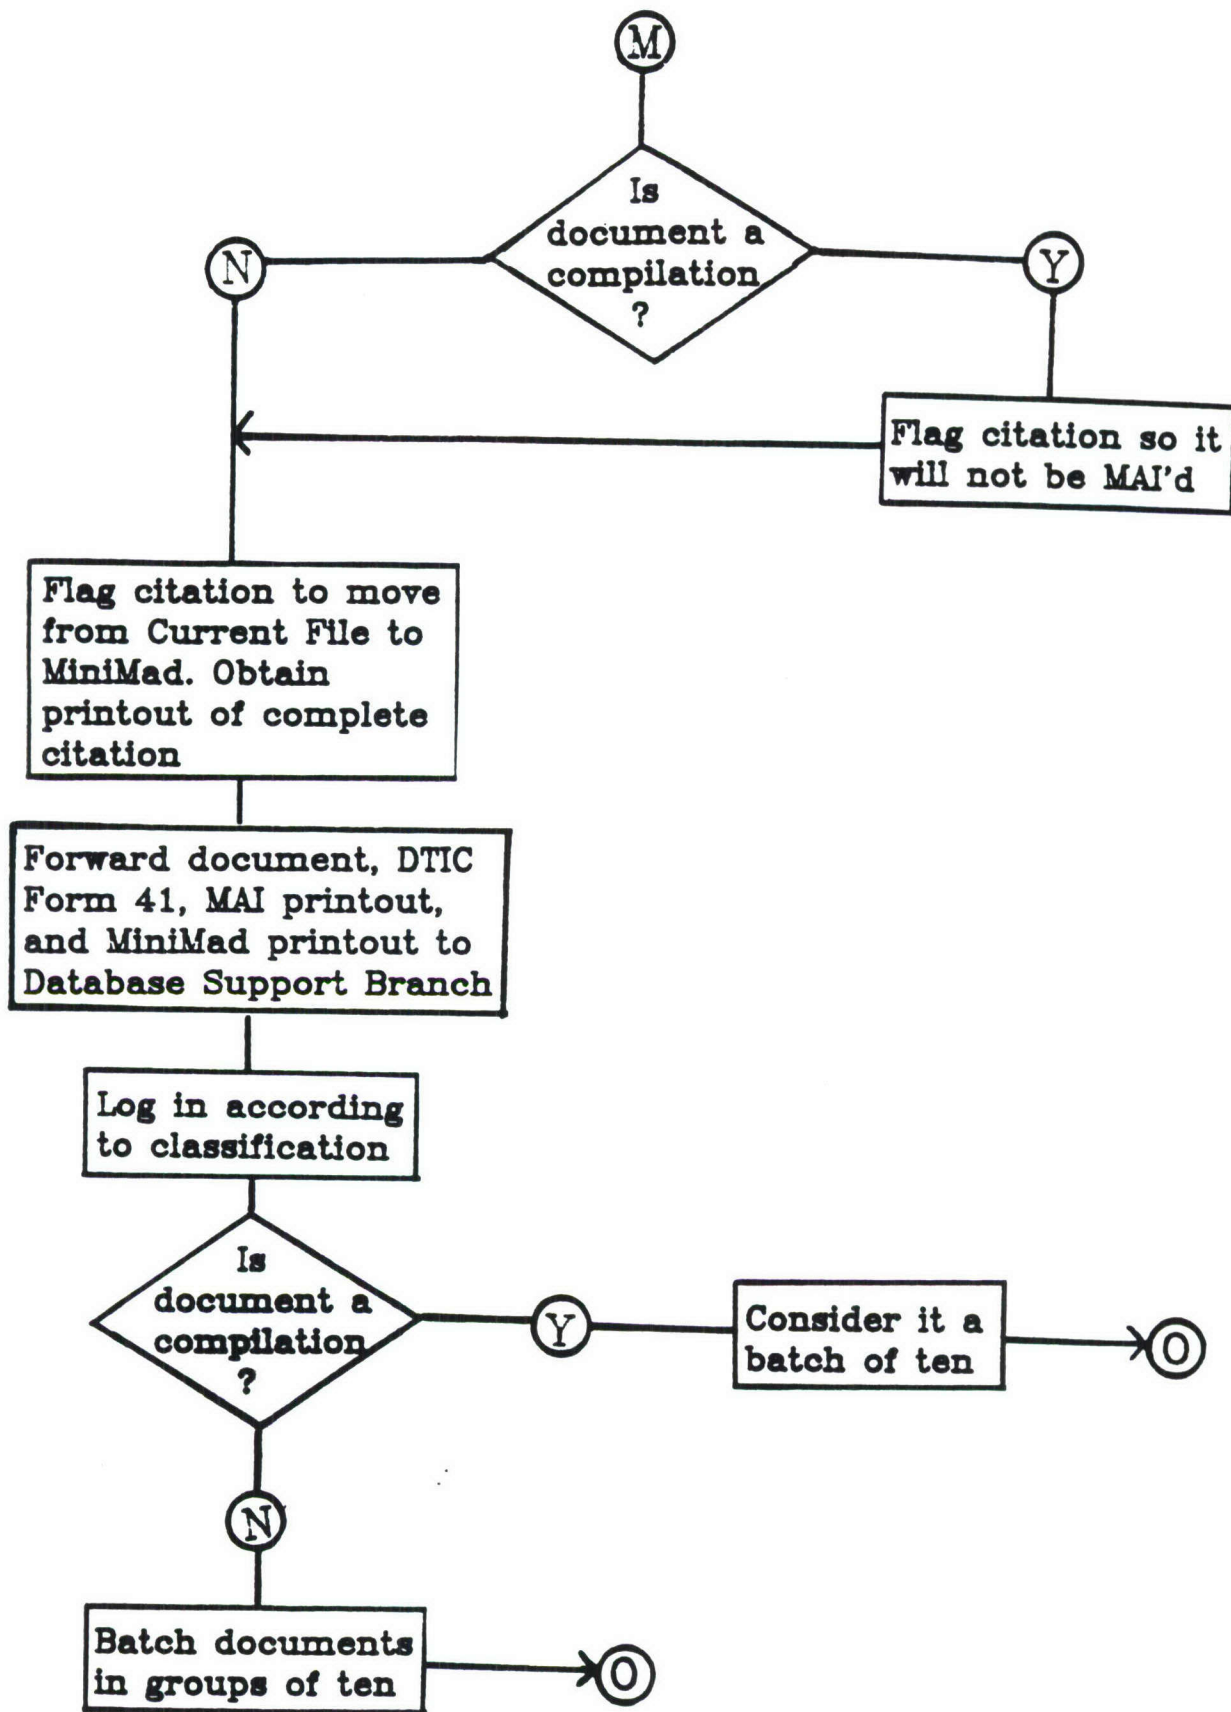 M
Is
document a
compilation
?
N
Y
Flag citation so it
will not be MAI'd
Flag citation to move
from Current File to
MiniMad. Obtain
printout of complete
citation
Forward document, DTIC
Form 41, MAI printout,
and MiniMad printout to
Database Support Branch
Log in according
to classification
Is
document a
compilation
?
Y
Consider it a
batch of ten
O
N
Batch documents
in groups of ten
O